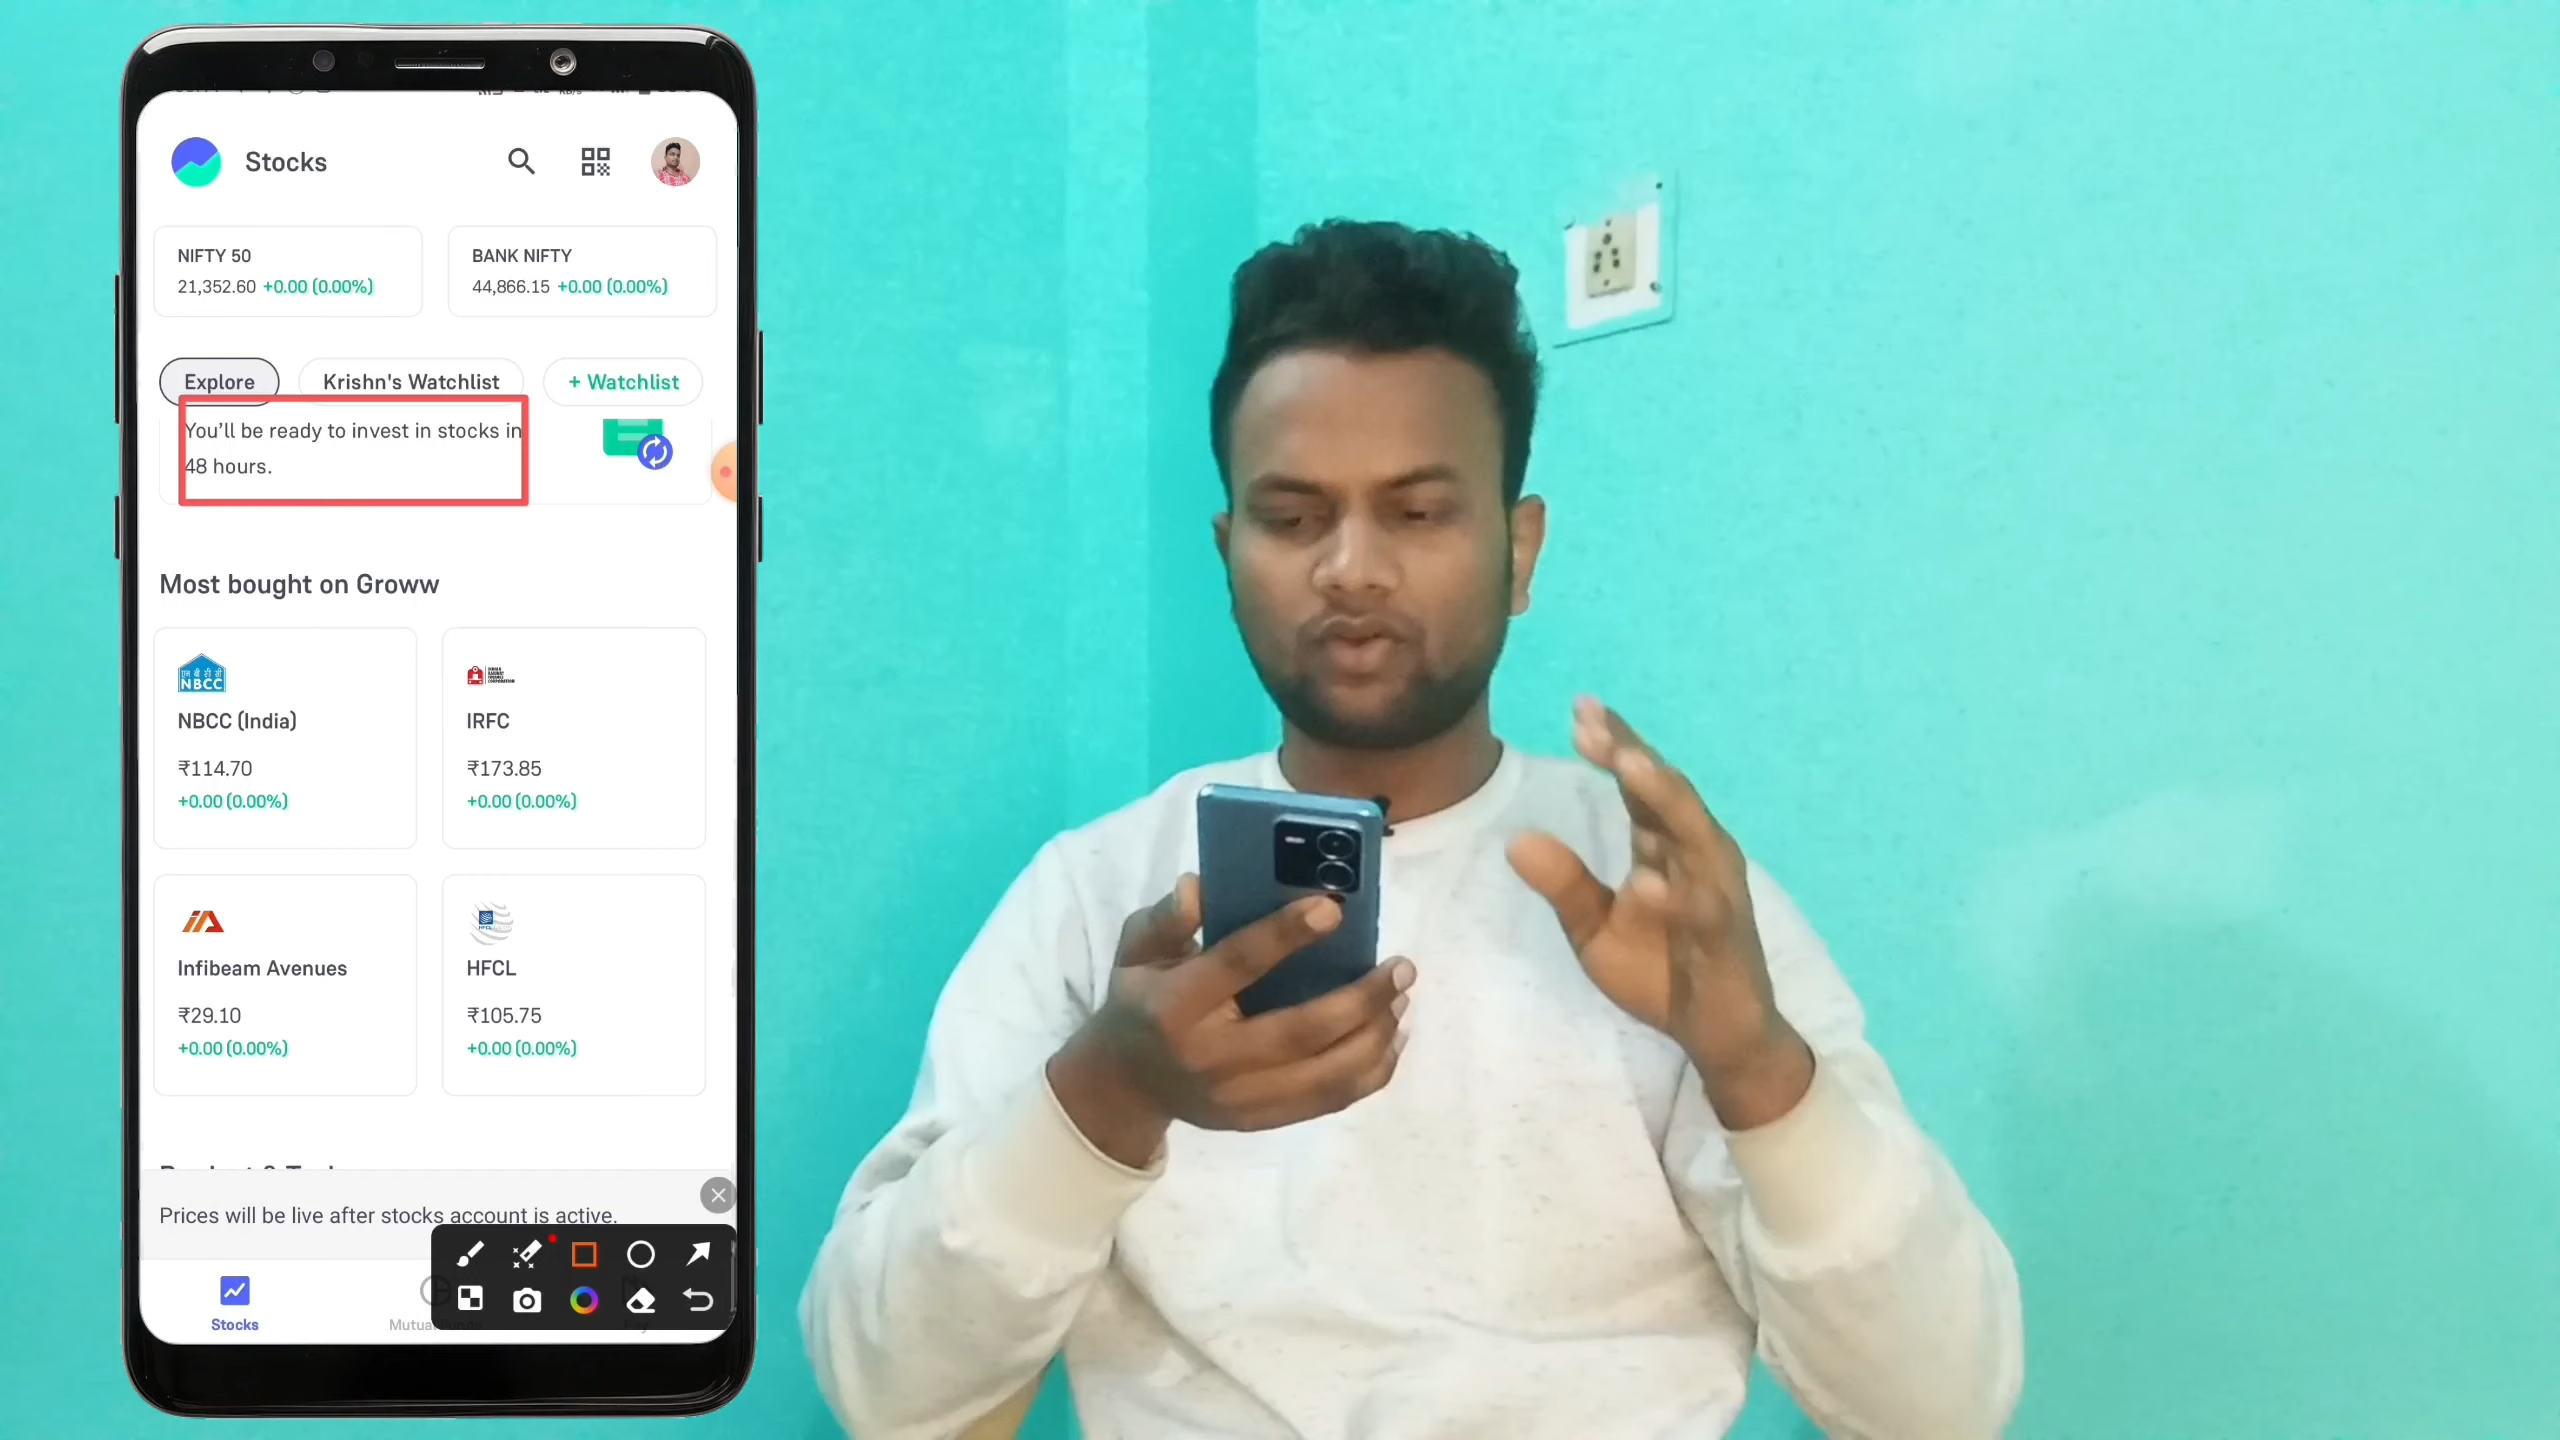 Stocks
NIFTY 50
21,352.60 +0.00 (0.00%)
BANK NIFTY
44,866.15 +0.00 (0.00%)
Explore
Krishn's Watchlist
+ Watchlist
You'll be ready to invest in stocks in
48 hours.
Most bought on Groww
एन बी सी सी
NBCC
NBCC (India)
₹114.70
+0.00 (0.00%)
IRFC
₹173.85
+0.00 (0.00%)
Infibeam Avenues
₹29.10
+0.00 (0.00%)
HFCL
HFCL
₹105.75
+0.00 (0.00%)
Prices will be live after stocks account is active.
Stocks